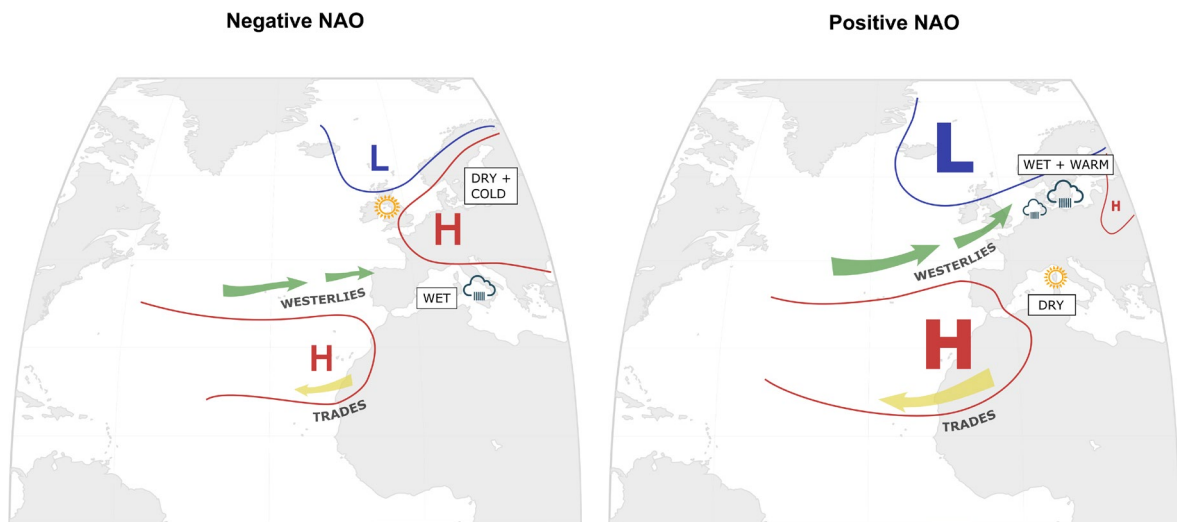 Negative NAO
L
DRY +
COLD
H
WESTERLIES
WET
H
TRADES
Positive NAO
L
WET + WARM
H
WESTERLIES
DRY
H
TRADES